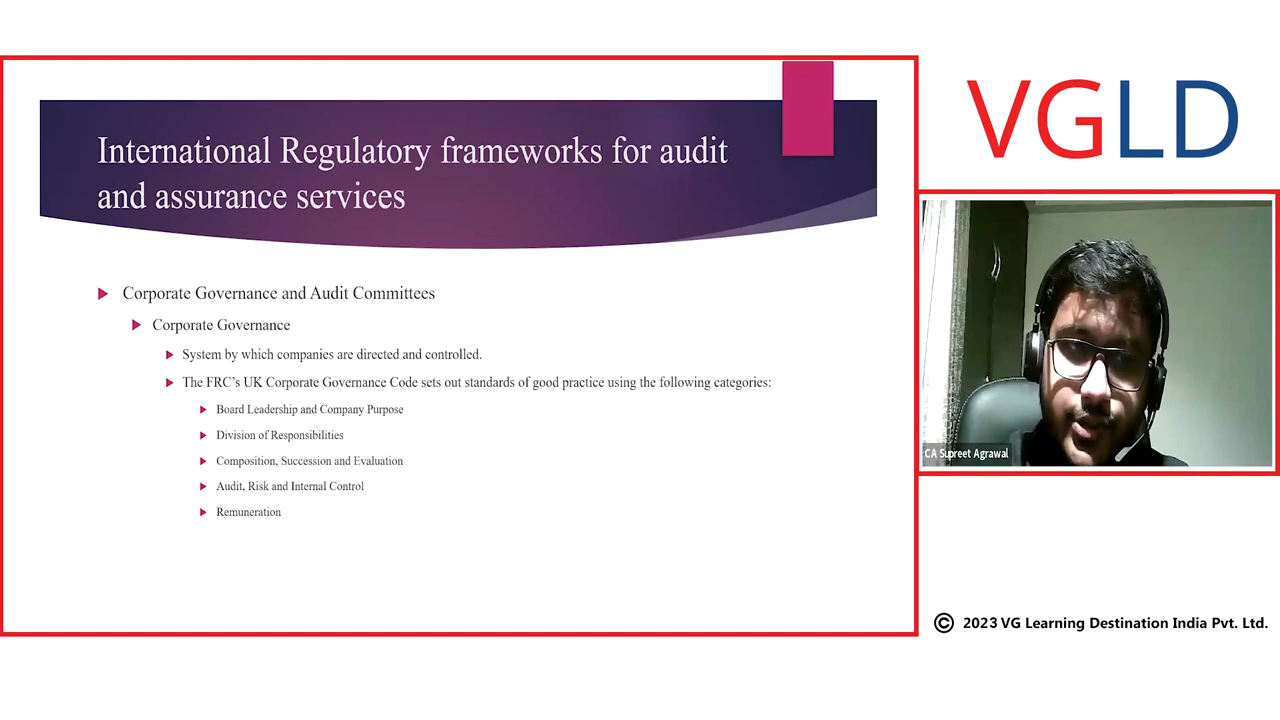 International Regulatory frameworks for audit
and assurance services
Corporate Governance and Audit Committees
Corporate Governance
System by which companies are directed and controlled.
The FRC's UK Corporate Governance Code sets out standards of good practice using the following categories:
Board Leadership and Company Purpose
Division of Responsibilities
Composition, Succession and Evaluation
Audit, Risk and Internal Control
Remuneration
VGLD
CA Supreet Agrawal
© 2023 VG Learning Destination India Pvt. Ltd.